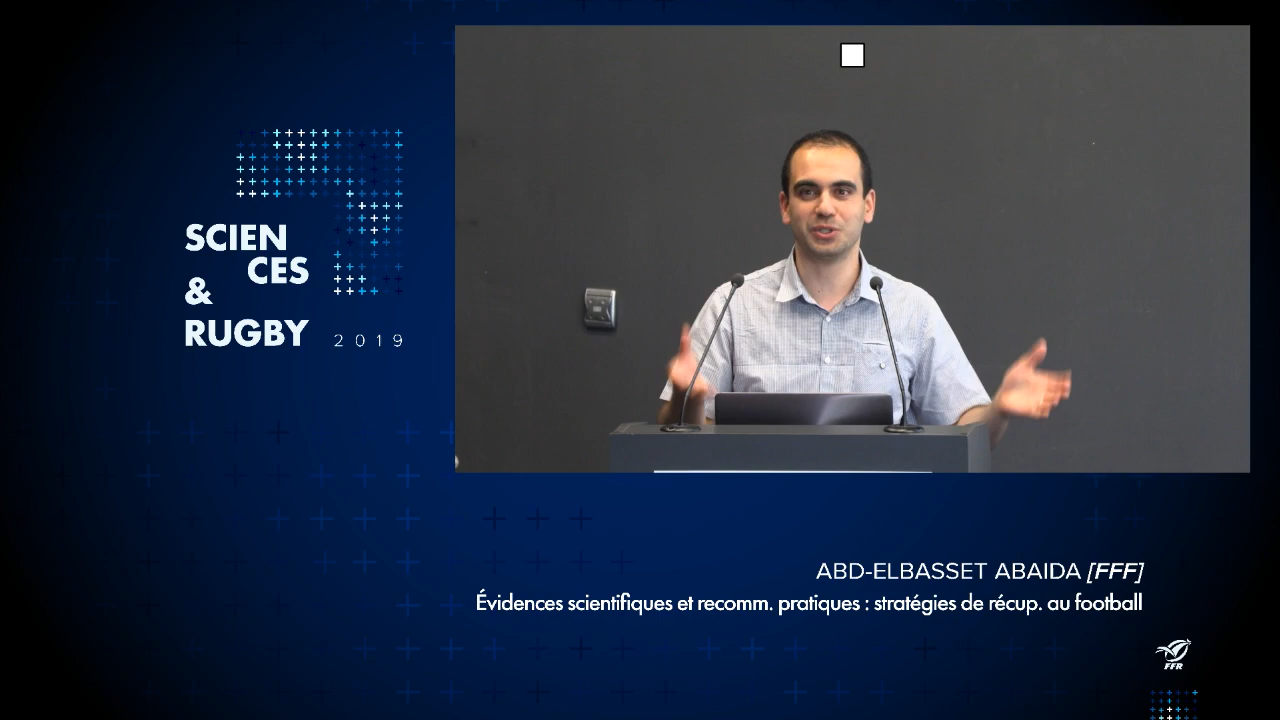 SCIEN
CES
&
RUGBY 2019
ABD-ELBASSET ABAIDA [FFF]
Évidences scientifiques et recomm. pratiques : stratégies de récup. au football
FFR